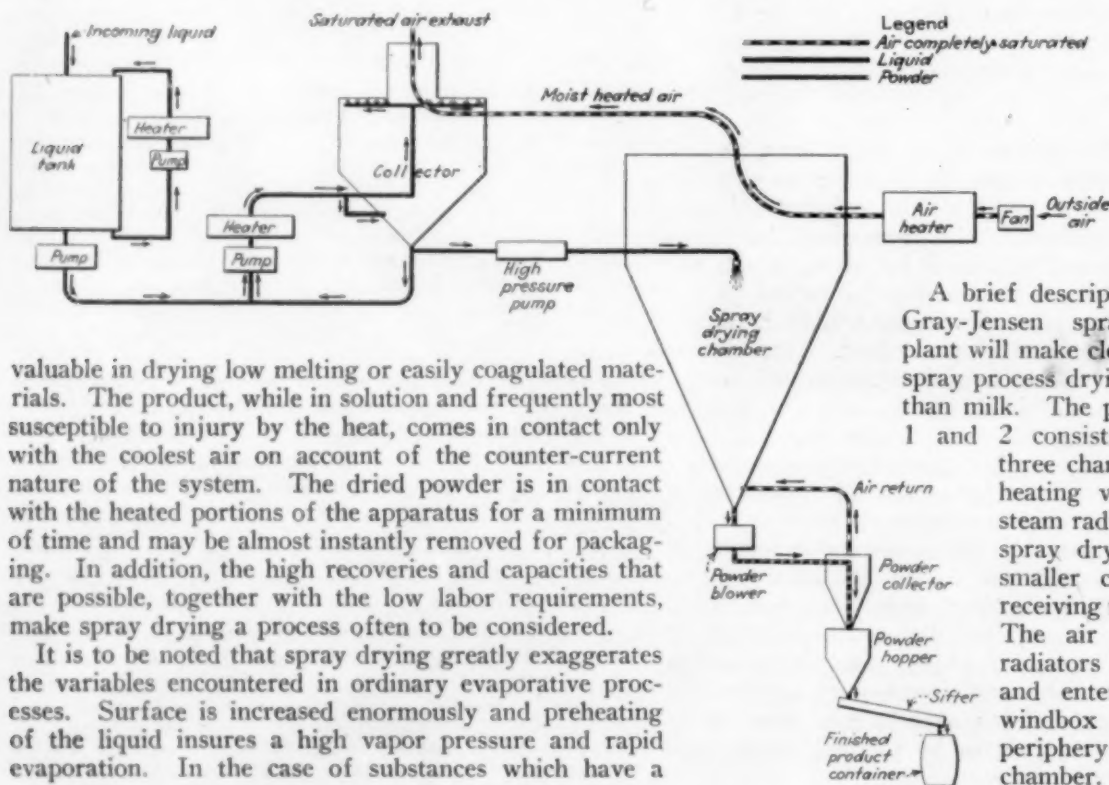 Incoming liquid
Saturated air exhaust
Legend
Air completely saturated
Liquid
Powder
Moist heated air
Heater
Pump
Liquid
tank
Collector
Heater
Pump
Pump
Air
heater
Fan
Outside
air
High
pressure
pump
Spray
drying
chamber
Air return
Powder
blower
Powder
collector
Powder
hopper
Sifter
Finished
product
container
valuable in drying low melting or easily coagulated mate-
rials. The product, while in solution and frequently most
susceptible to injury by the heat, comes in contact only
with the coolest air on account of the counter-current
nature of the system. The dried powder is in contact
with the heated portions of the apparatus for a minimum
of time and may be almost instantly removed for packag-
ing. In addition, the high recoveries and capacities that
are possible, together with the low labor requirements,
make spray drying a process often to be considered.
It is to be noted that spray drying greatly exaggerates
the variables encountered in ordinary evaporative proc-
esses. Surface is increased enormously and preheating
of the liquid insures a high vapor pressure and rapid
evaporation. In the case of substances which have a
A brief descrip
Gray-Jensen spra
plant will make cle
spray process dryin
than milk. The p
1 and 2 consist
three char
heating v
steam rad
spray dry
smaller c
receiving
The air
radiators
and ente
windbox
periphery
chamber.